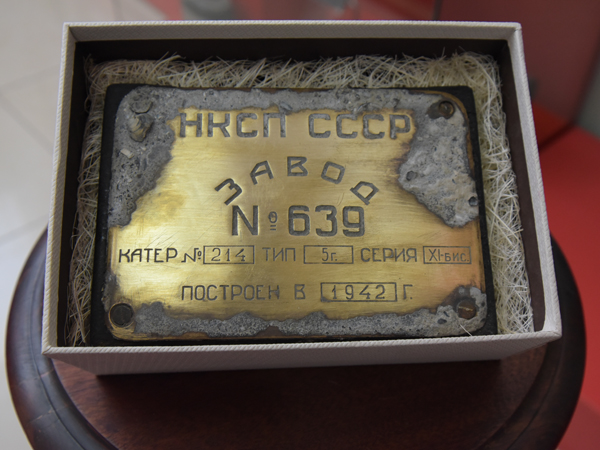 НКСП СССР
ЗАВОД
№ 639
КАТЕР № 214 ТИП 5г. СЕРИЯ XI-БИС
ПОСТРОЕН В 1942 Г.